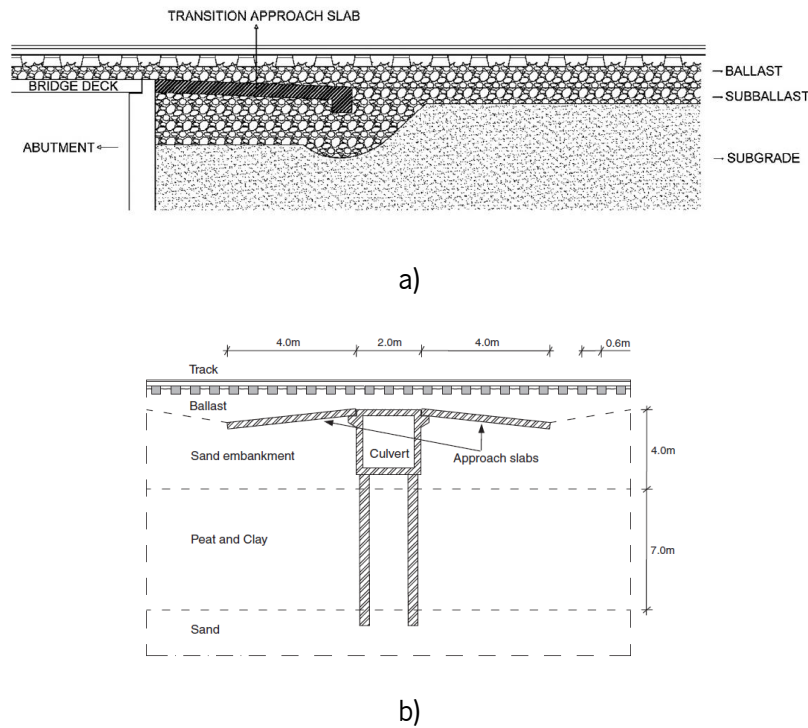 TRANSITION APPROACH SLAB
BRIDGE DECK
BALLAST
SUBBALLAST
ABUTMENT
SUBGRADE
a)
4.0m 2.0m 4.0m 0.6m
Track
Ballast
Sand embankment
Culvert
Approach slabs
4.0m
Peat and Clay
7.0m
Sand
b)